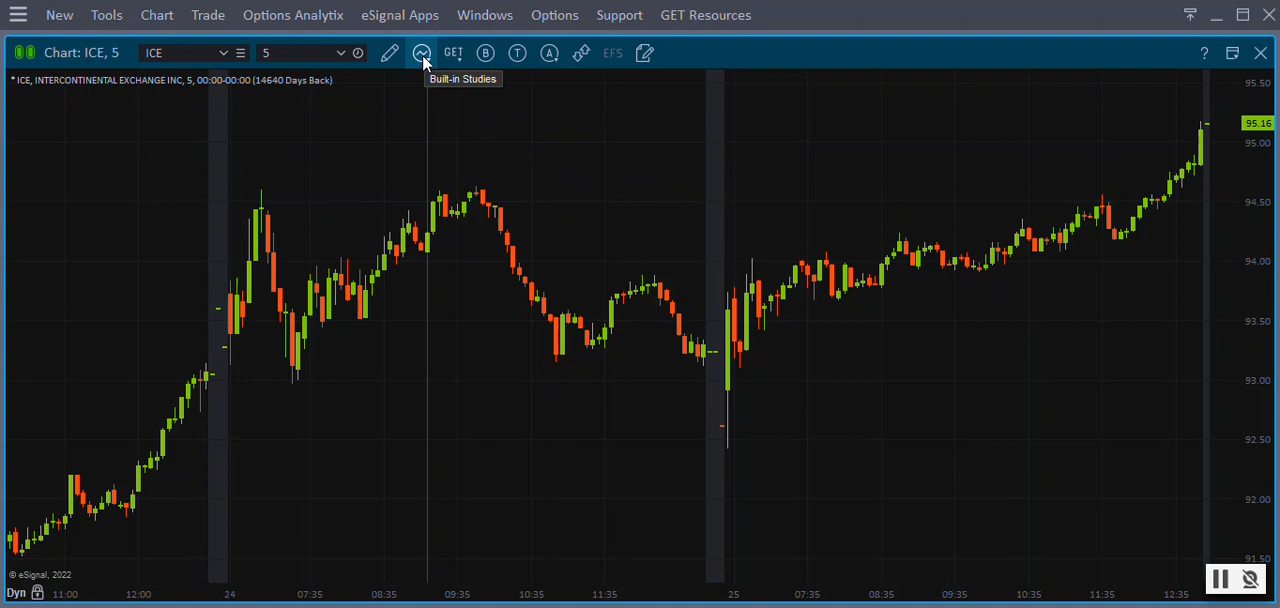 New Tools Chart Trade Options Analytix eSignal Apps Windows Options Support GET Resources
Chart: ICE, 5 ICE 5 GET B T A EFS ?
Built-in Studies
* ICE, INTERCONTINENTAL EXCHANGE INC, 5, 00:00-00:00 (14640 Days Back)
95.50
95.16
95.00
94.50
94.00
93.50
93.00
92.50
92.00
91.50
© eSignal, 2022
Dyn 11:00 12:00 24 07:35 08:35 09:35 10:35 11:35 25 07:35 08:35 09:35 10:35 11:35 12:35